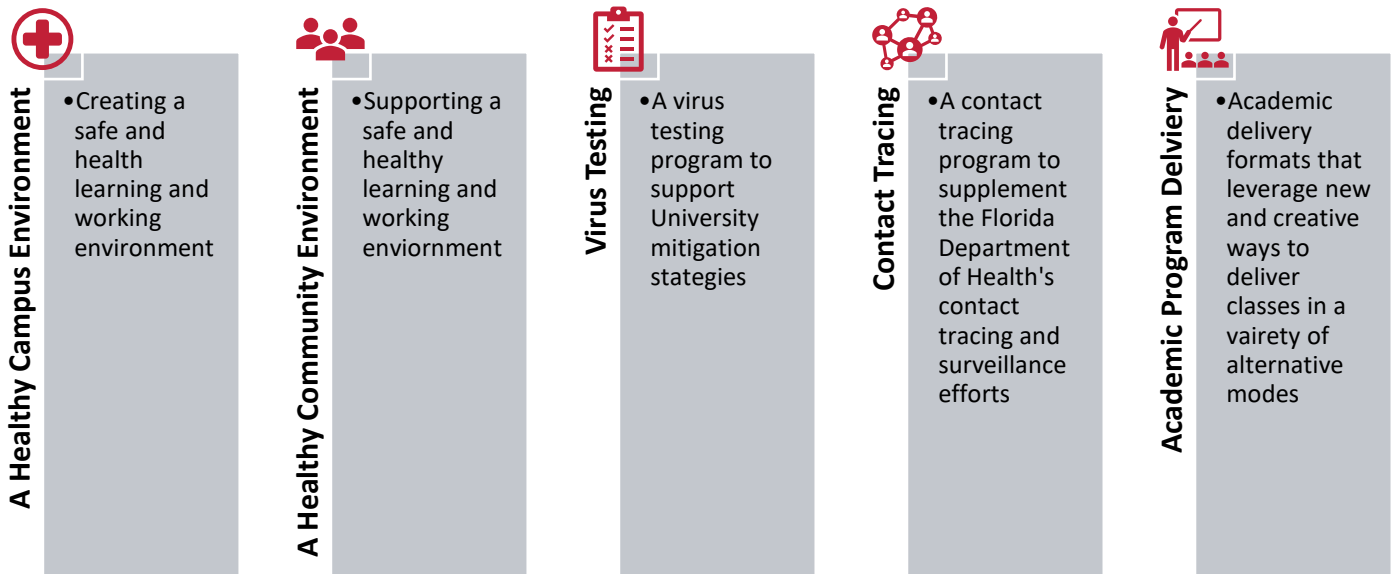 A Healthy Campus Environment
•Creating a
safe and
health
learning and
working
environment
A Healthy Community Environment
•Supporting a
safe and
healthy
learning and
working
enviornment
Virus Testing
•A virus
testing
program to
support
University
mitigation
stategies
Contact Tracing
•A contact
tracing
program to
supplement
the Florida
Department
of Health's
contact
tracing and
surveillance
efforts
Academic Program Delviery
•Academic
delivery
formats that
leverage new
and creative
ways to
deliver
classes in a
vairety of
alternative
modes